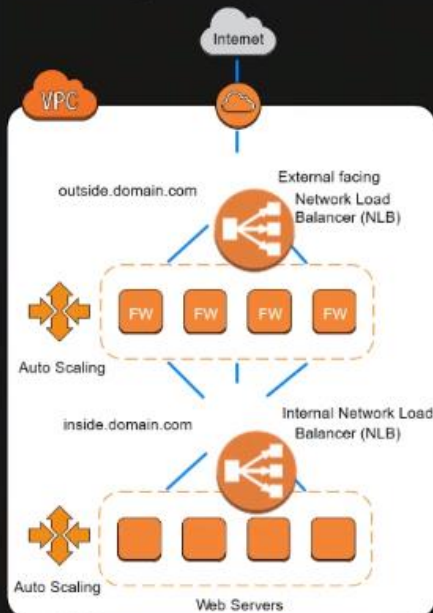 Internet
VPC
outside.domain.com
External facing
Network Load
Balancer (NLB)
FW
FW
FW
FW
Auto Scaling
inside.domain.com
Internal Network Load
Balancer (NLB)
Auto Scaling
Web Servers